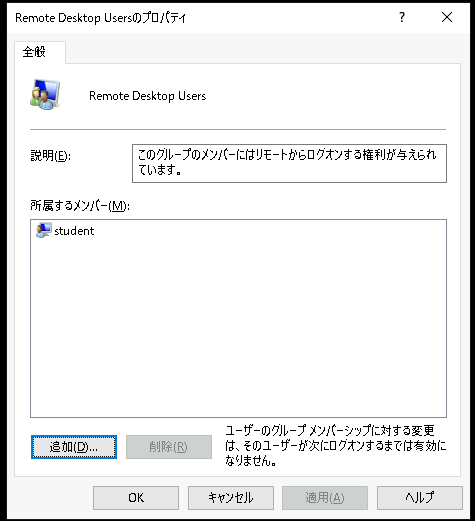 Remote Desktop Usersのプロパティ
?
全般
Remote Desktop Users
説明(E):
このグループのメンバーにはリモートからログオンする権利が与えられ
ています。
所属するメンバー(M):
student
追加(D)...
削除(R)
ユーザーのグループ メンバーシップに対する変更
は、そのユーザーが次にログオンするまでは有効に
なりません。
OK
キャンセル
適用(A)
ヘルプ